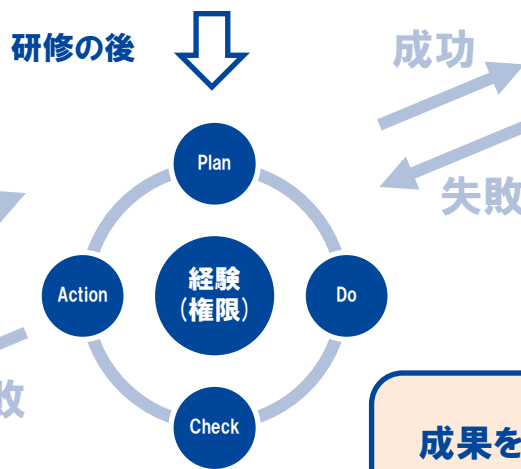 研修の後
成功
Plan
失敗
Action
経験
(権限)
Do
敗
Check
成果を